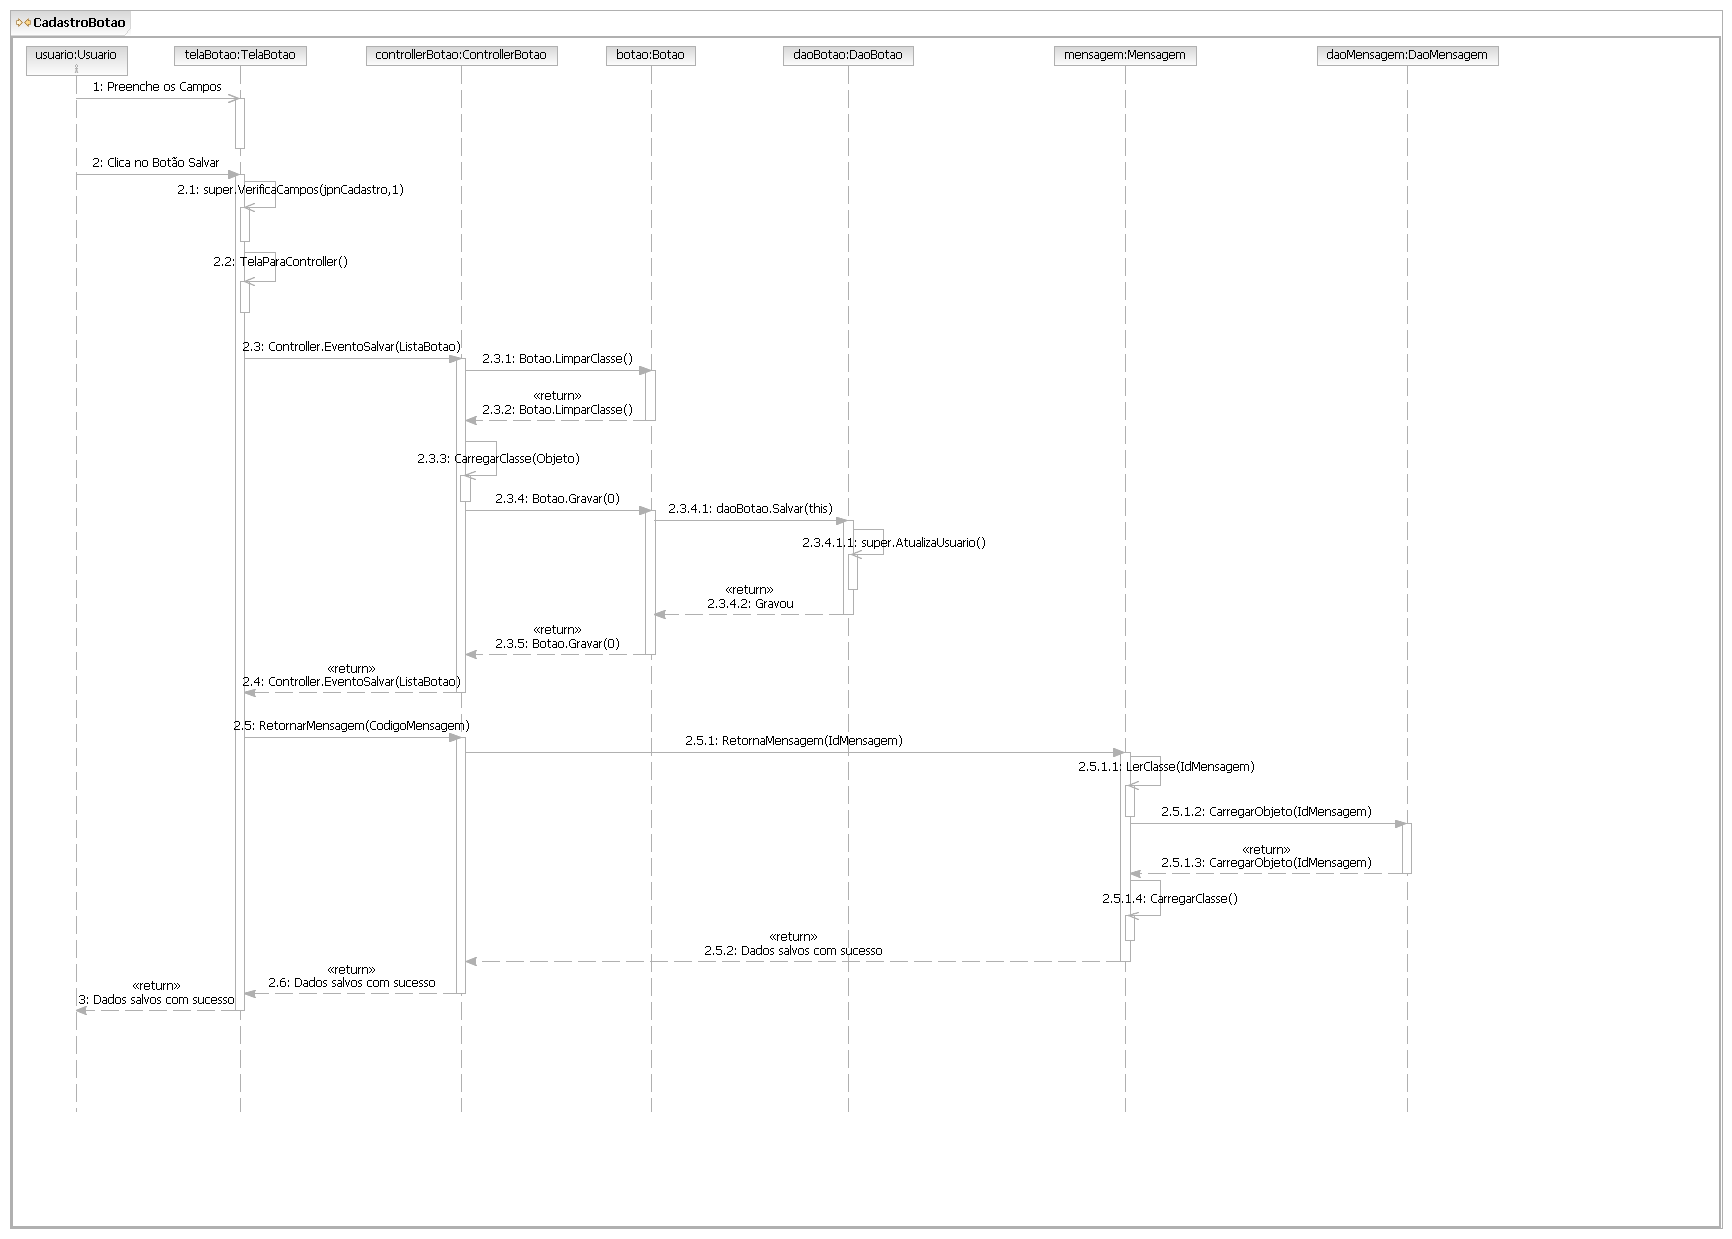 CadastroBotao
usuario:Usuario
telaBotao:TelaBotao
controllerBotao:ControllerBotao
botao:Botao
daoBotao:DaoBotao
mensagem:Mensagem
daoMensagem:DaoMensagem
1: Preenche os Campos
2: Clica no Botão Salvar
2.1: super.VerificaCampos(jpnCadastro,1)
2.2: TelaParaController()
2.3: Controller.EventoSalvar(ListaBotao)
2.3.1: Botao.LimparClasse()
«return»
2.3.2: Botao.LimparClasse()
2.3.3: CarregarClasse(Objeto)
2.3.4: Botao.Gravar(0)
2.3.4.1: daoBotao.Salvar(this)
2.3.4.1.1: super.AtualizaUsuario()
«return»
2.3.4.2: Gravou
«return»
2.3.5: Botao.Gravar(0)
«return»
2.4: Controller.EventoSalvar(ListaBotao)
2.5: RetornarMensagem(CodigoMensagem)
2.5.1: RetornaMensagem(IdMensagem)
2.5.1.1: LerClasse(IdMensagem)
2.5.1.2: CarregarObjeto(IdMensagem)
«return»
2.5.1.3: CarregarObjeto(IdMensagem)
2.5.1.4: CarregarClasse()
«return»
2.5.2: Dados salvos com sucesso
«return»
2.6: Dados salvos com sucesso
«return»
3: Dados salvos com sucesso